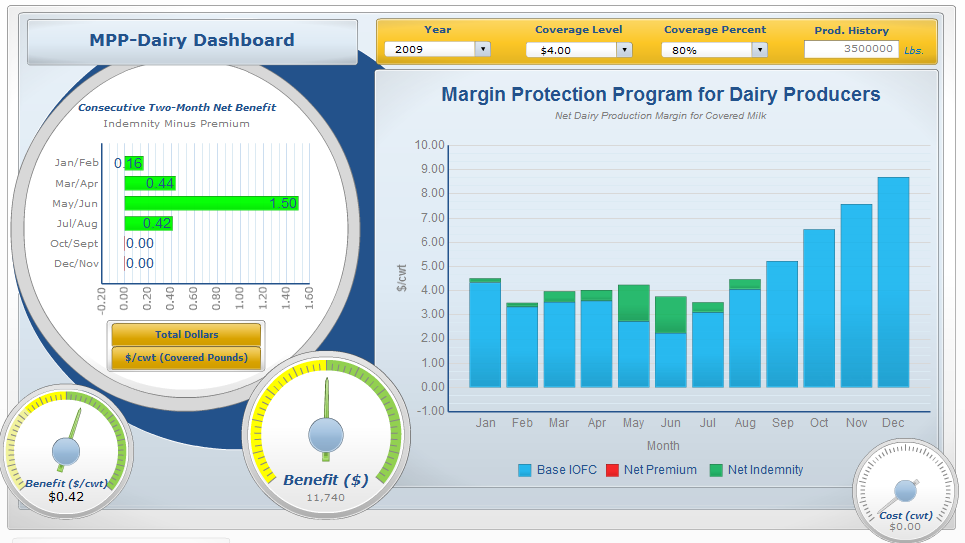 MPP-Dairy Dashboard
Year
Coverage Level
Coverage Percent
Prod. History
2009
$4.00
80%
3500000
Lbs.
Consecutive Two-Month Net Benefit
Indemnity Minus Premium
Jan/Feb
0.16
Mar/Apr
0.44
May/Jun
1.50
Jul/Aug
0.42
Oct/Sept
0.00
Dec/Nov
0.00
-0.20
0.00
0.20
0.40
0.60
0.80
1.00
1.20
1.40
1.60
Total Dollars
$/cwt (Covered Pounds)
Benefit ($/cwt)
$0.42
Benefit ($)
11,740
Margin Protection Program for Dairy Producers
Net Dairy Production Margin for Covered Milk
10.00
9.00
8.00
7.00
6.00
5.00
4.00
3.00
2.00
1.00
0.00
-1.00
$/cwt
Jan Feb Mar Apr May Jun Jul Aug Sep Oct Nov Dec
Month
Base IOFC Net Premium Net Indemnity
Cost (cwt)
$0.00